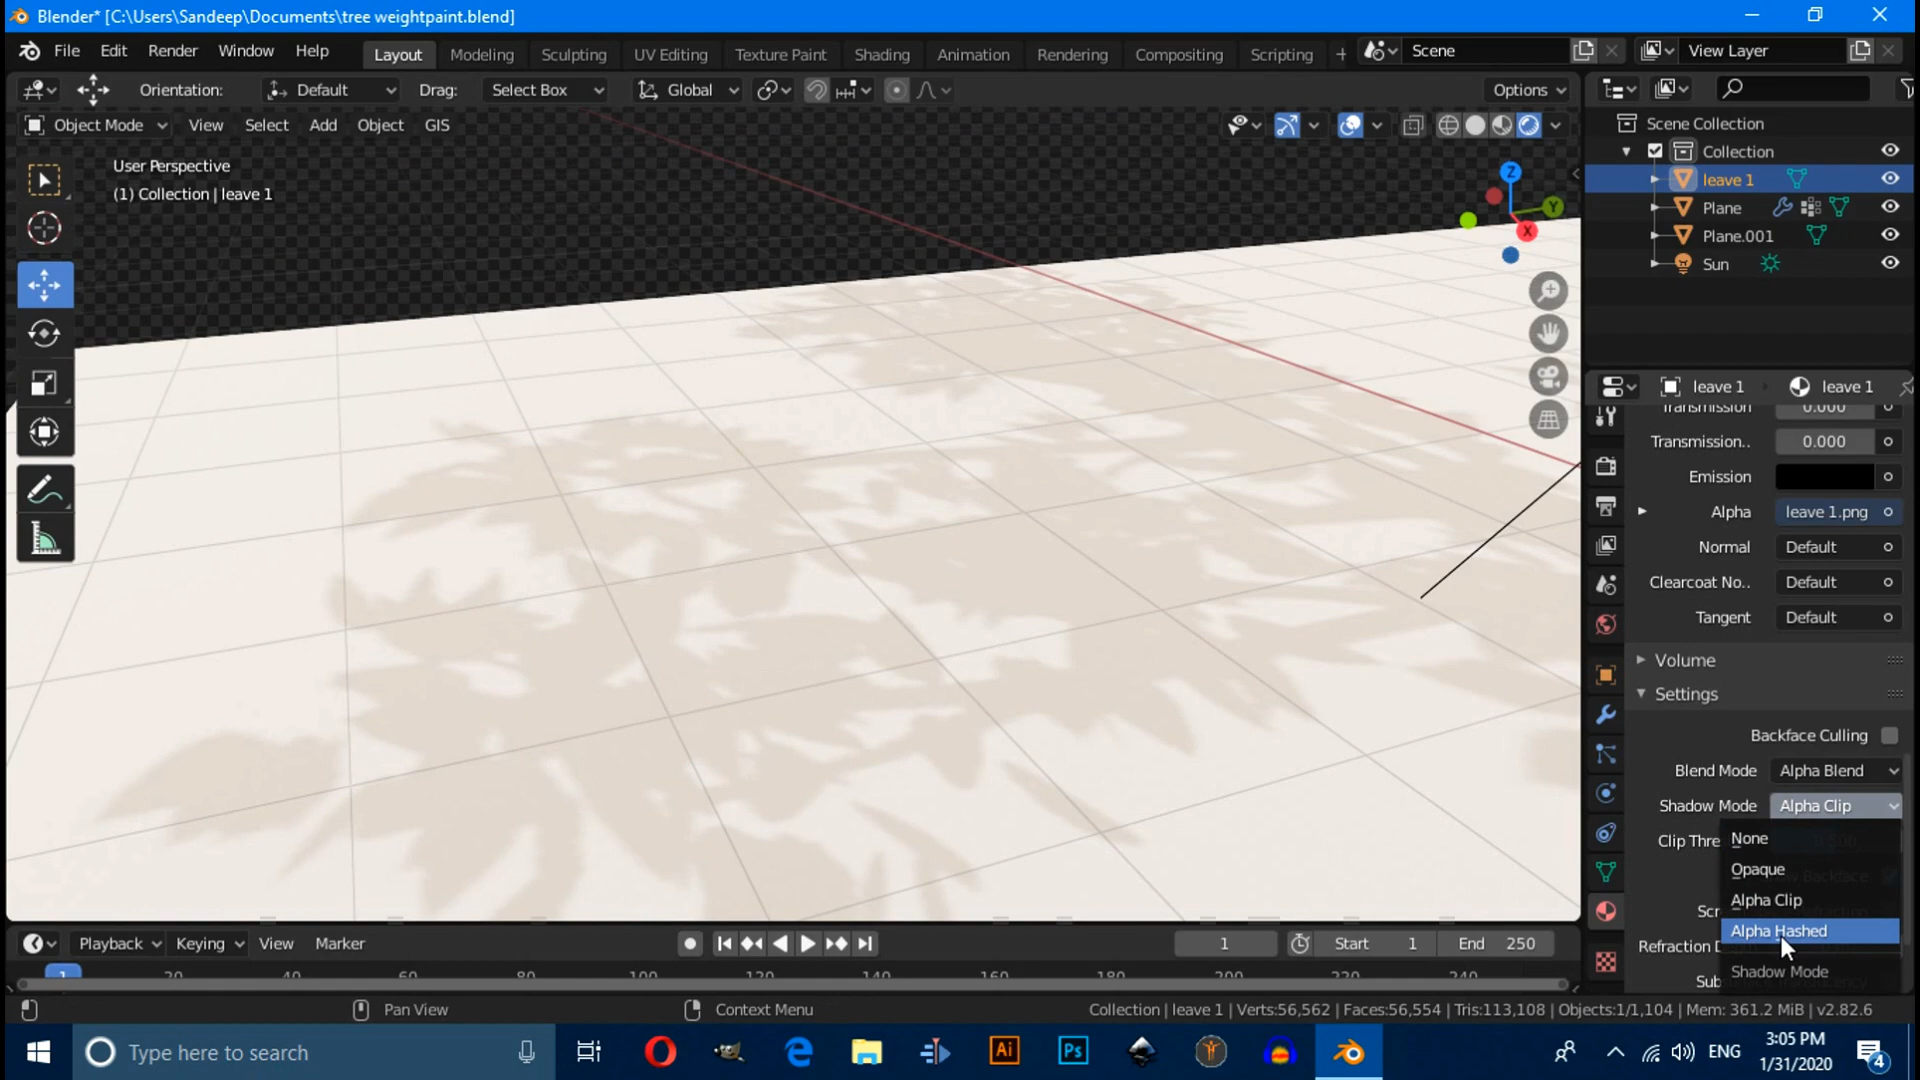 Blender* [C:\Users\Sandeep\Documents\tree weightpaint.blend]
File Edit Render Window Help
Layout Modeling Sculpting UV Editing Texture Paint Shading Animation Rendering Compositing Scripting +
Scene
View Layer
Orientation: Default Drag: Select Box Global Options
Object Mode View Select Add Object GIS
User Perspective
(1) Collection | leave 1
Z
Y
X
Scene Collection
Collection
leave 1
Plane
Plane.001
Sun
leave 1 leave 1
Transmission 0.000
Transmission.. 0.000
Emission
Alpha leave 1.png
Normal Default
Clearcoat No.. Default
Tangent Default
Volume
Settings
Backface Culling
Blend Mode Alpha Blend
Shadow Mode Alpha Clip
Clip Thre
None
Opaque
Alpha Clip
Scr
Alpha Hashed
Refraction D
Shadow Mode
Sub
Playback Keying View Marker
1 Start 1 End 250
1 20 40 60 80 100 120 140 160 180 200 220 240
Pan View
Context Menu
Collection | leave 1 | Verts:56,562 | Faces:56,554 | Tris:113,108 | Objects:1/1,104 | Mem: 361.2 MiB | v2.82.6
Type here to search
Ai
Ps
ENG
3:05 PM
1/31/2020
4